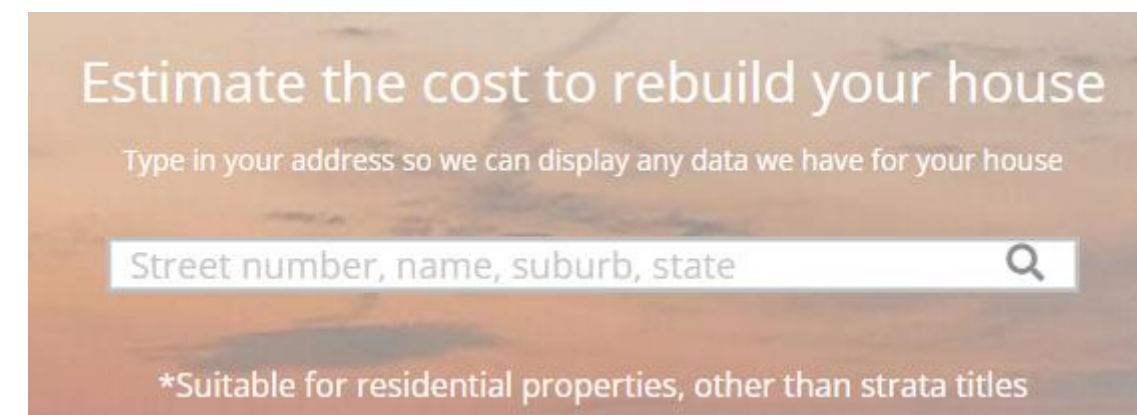 Estimate the cost to rebuild your house
Type in your address so we can display any data we have for your house
Street number, name, suburb, state
*Suitable for residential properties, other than strata titles